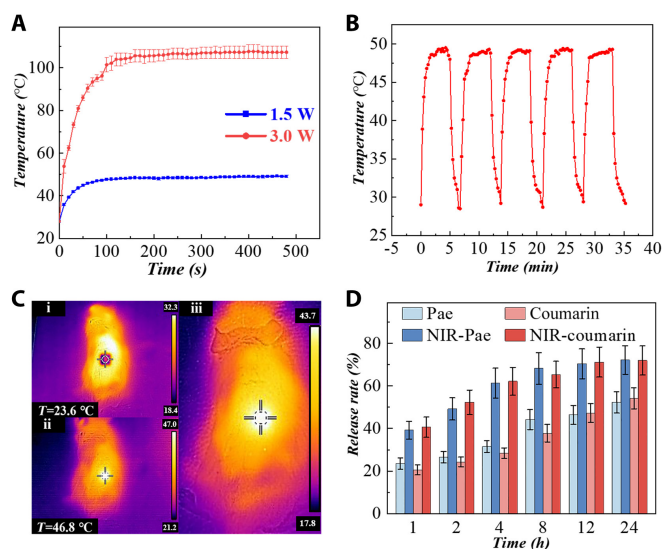 A
Temperature (°C)
120
100
80
60
40
20
1.5 W
3.0 W
0 100 200 300 400 500
Time (s)
B
Temperature (°C)
50
45
40
35
30
25
-5 0 5 10 15 20 25 30 35 40
Time (min)
C
i
32.3
18.4
T=23.6 °C
ii
47.0
21.2
T=46.8 °C
iii
43.7
17.8
D
Pae Coumarin
NIR-Pae NIR-coumarin
Release rate (%)
100
80
60
40
20
0
1 2 4 8 12 24
Time (h)